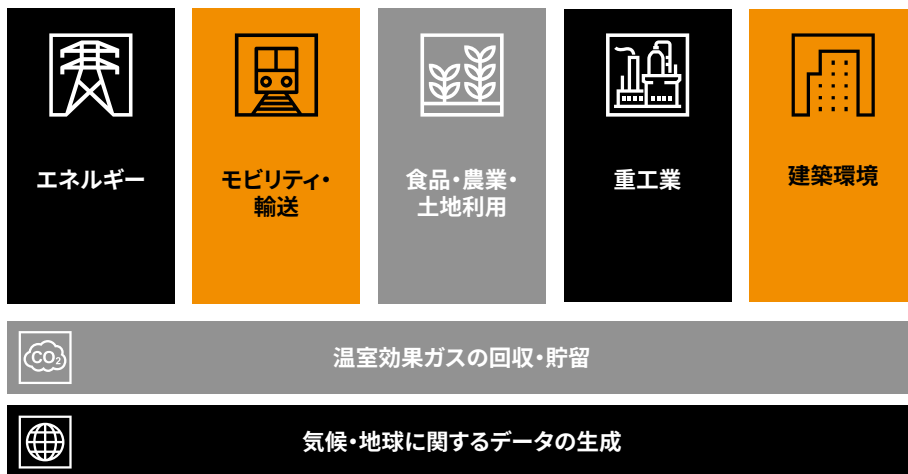 エネルギー
モビリティ・
輸送
食品・農業・
土地利用
重工業
建築環境
CO₂
温室効果ガスの回収・貯留
気候・地球に関するデータの生成